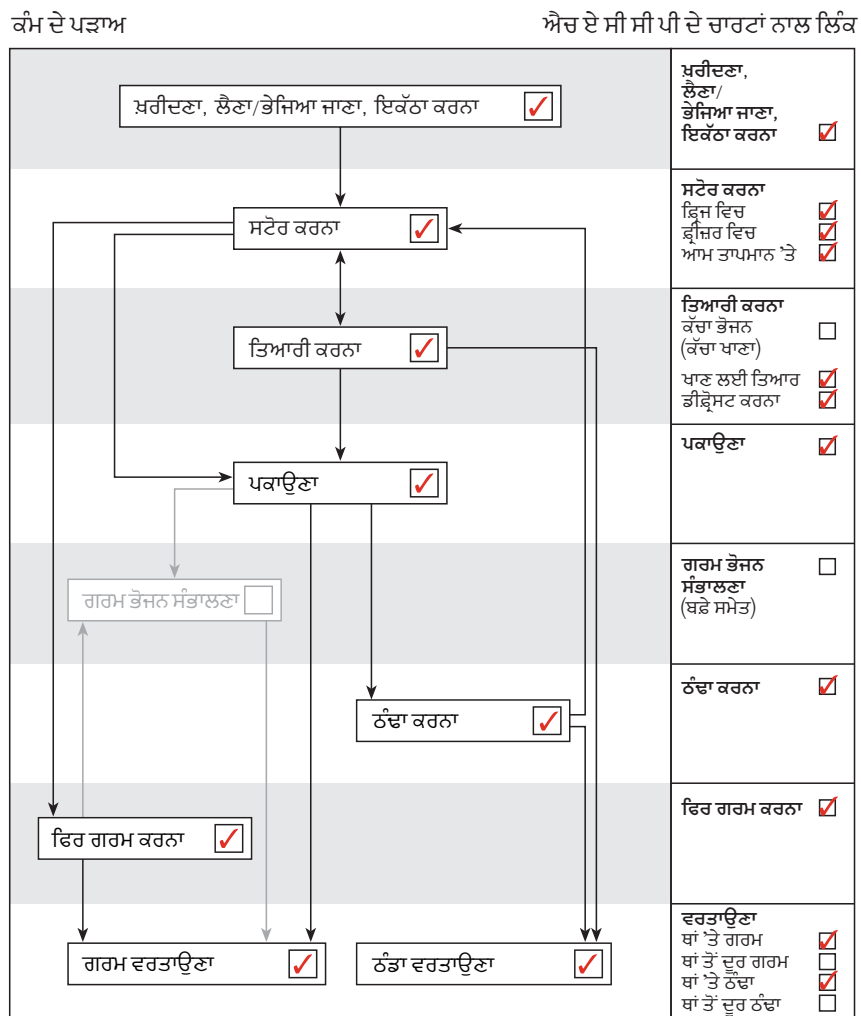 ਕੰਮ ਦੇ ਪੜਾਅ
ਐਚ ਏ ਸੀ ਸੀ ਪੀ ਦੇ ਚਾਰਟਾਂ ਨਾਲ ਲਿੰਕ
ਖ਼ਰੀਦਣਾ, ਲੈਣਾ/ਭੇਜਿਆ ਜਾਣਾ, ਇਕੱਠਾ ਕਰਨਾ
ਖ਼ਰੀਦਣਾ,
ਲੈਣਾ/
ਭੇਜਿਆ ਜਾਣਾ,
ਇਕੱਠਾ ਕਰਨਾ
ਸਟੋਰ ਕਰਨਾ
ਸਟੋਰ ਕਰਨਾ
ਫ਼੍ਰਿਜ ਵਿਚ
ਫ਼੍ਰੀਜ਼ਰ ਵਿਚ
ਆਮ ਤਾਪਮਾਨ ’ਤੇ
ਤਿਆਰੀ ਕਰਨਾ
ਤਿਆਰੀ ਕਰਨਾ
ਕੱਚਾ ਭੋਜਨ
(ਕੱਚਾ ਖਾਣਾ)
ਖਾਣ ਲਈ ਤਿਆਰ
ਡੀਫ਼੍ਰੋਸਟ ਕਰਨਾ
ਪਕਾਉਣਾ
ਪਕਾਉਣਾ
ਗਰਮ ਭੋਜਨ ਸੰਭਾਲਣਾ
ਗਰਮ ਭੋਜਨ
ਸੰਭਾਲਣਾ
(ਬਫ਼ੇ ਸਮੇਤ)
ਠੰਢਾ ਕਰਨਾ
ਠੰਢਾ ਕਰਨਾ
ਫਿਰ ਗਰਮ ਕਰਨਾ
ਫਿਰ ਗਰਮ ਕਰਨਾ
ਗਰਮ ਵਰਤਾਉਣਾ
ਠੰਡਾ ਵਰਤਾਉਣਾ
ਵਰਤਾਉਣਾ
ਥਾਂ ’ਤੇ ਗਰਮ
ਥਾਂ ਤੋਂ ਦੂਰ ਗਰਮ
ਥਾਂ ’ਤੇ ਠੰਢਾ
ਥਾਂ ਤੋਂ ਦੂਰ ਠੰਢਾ